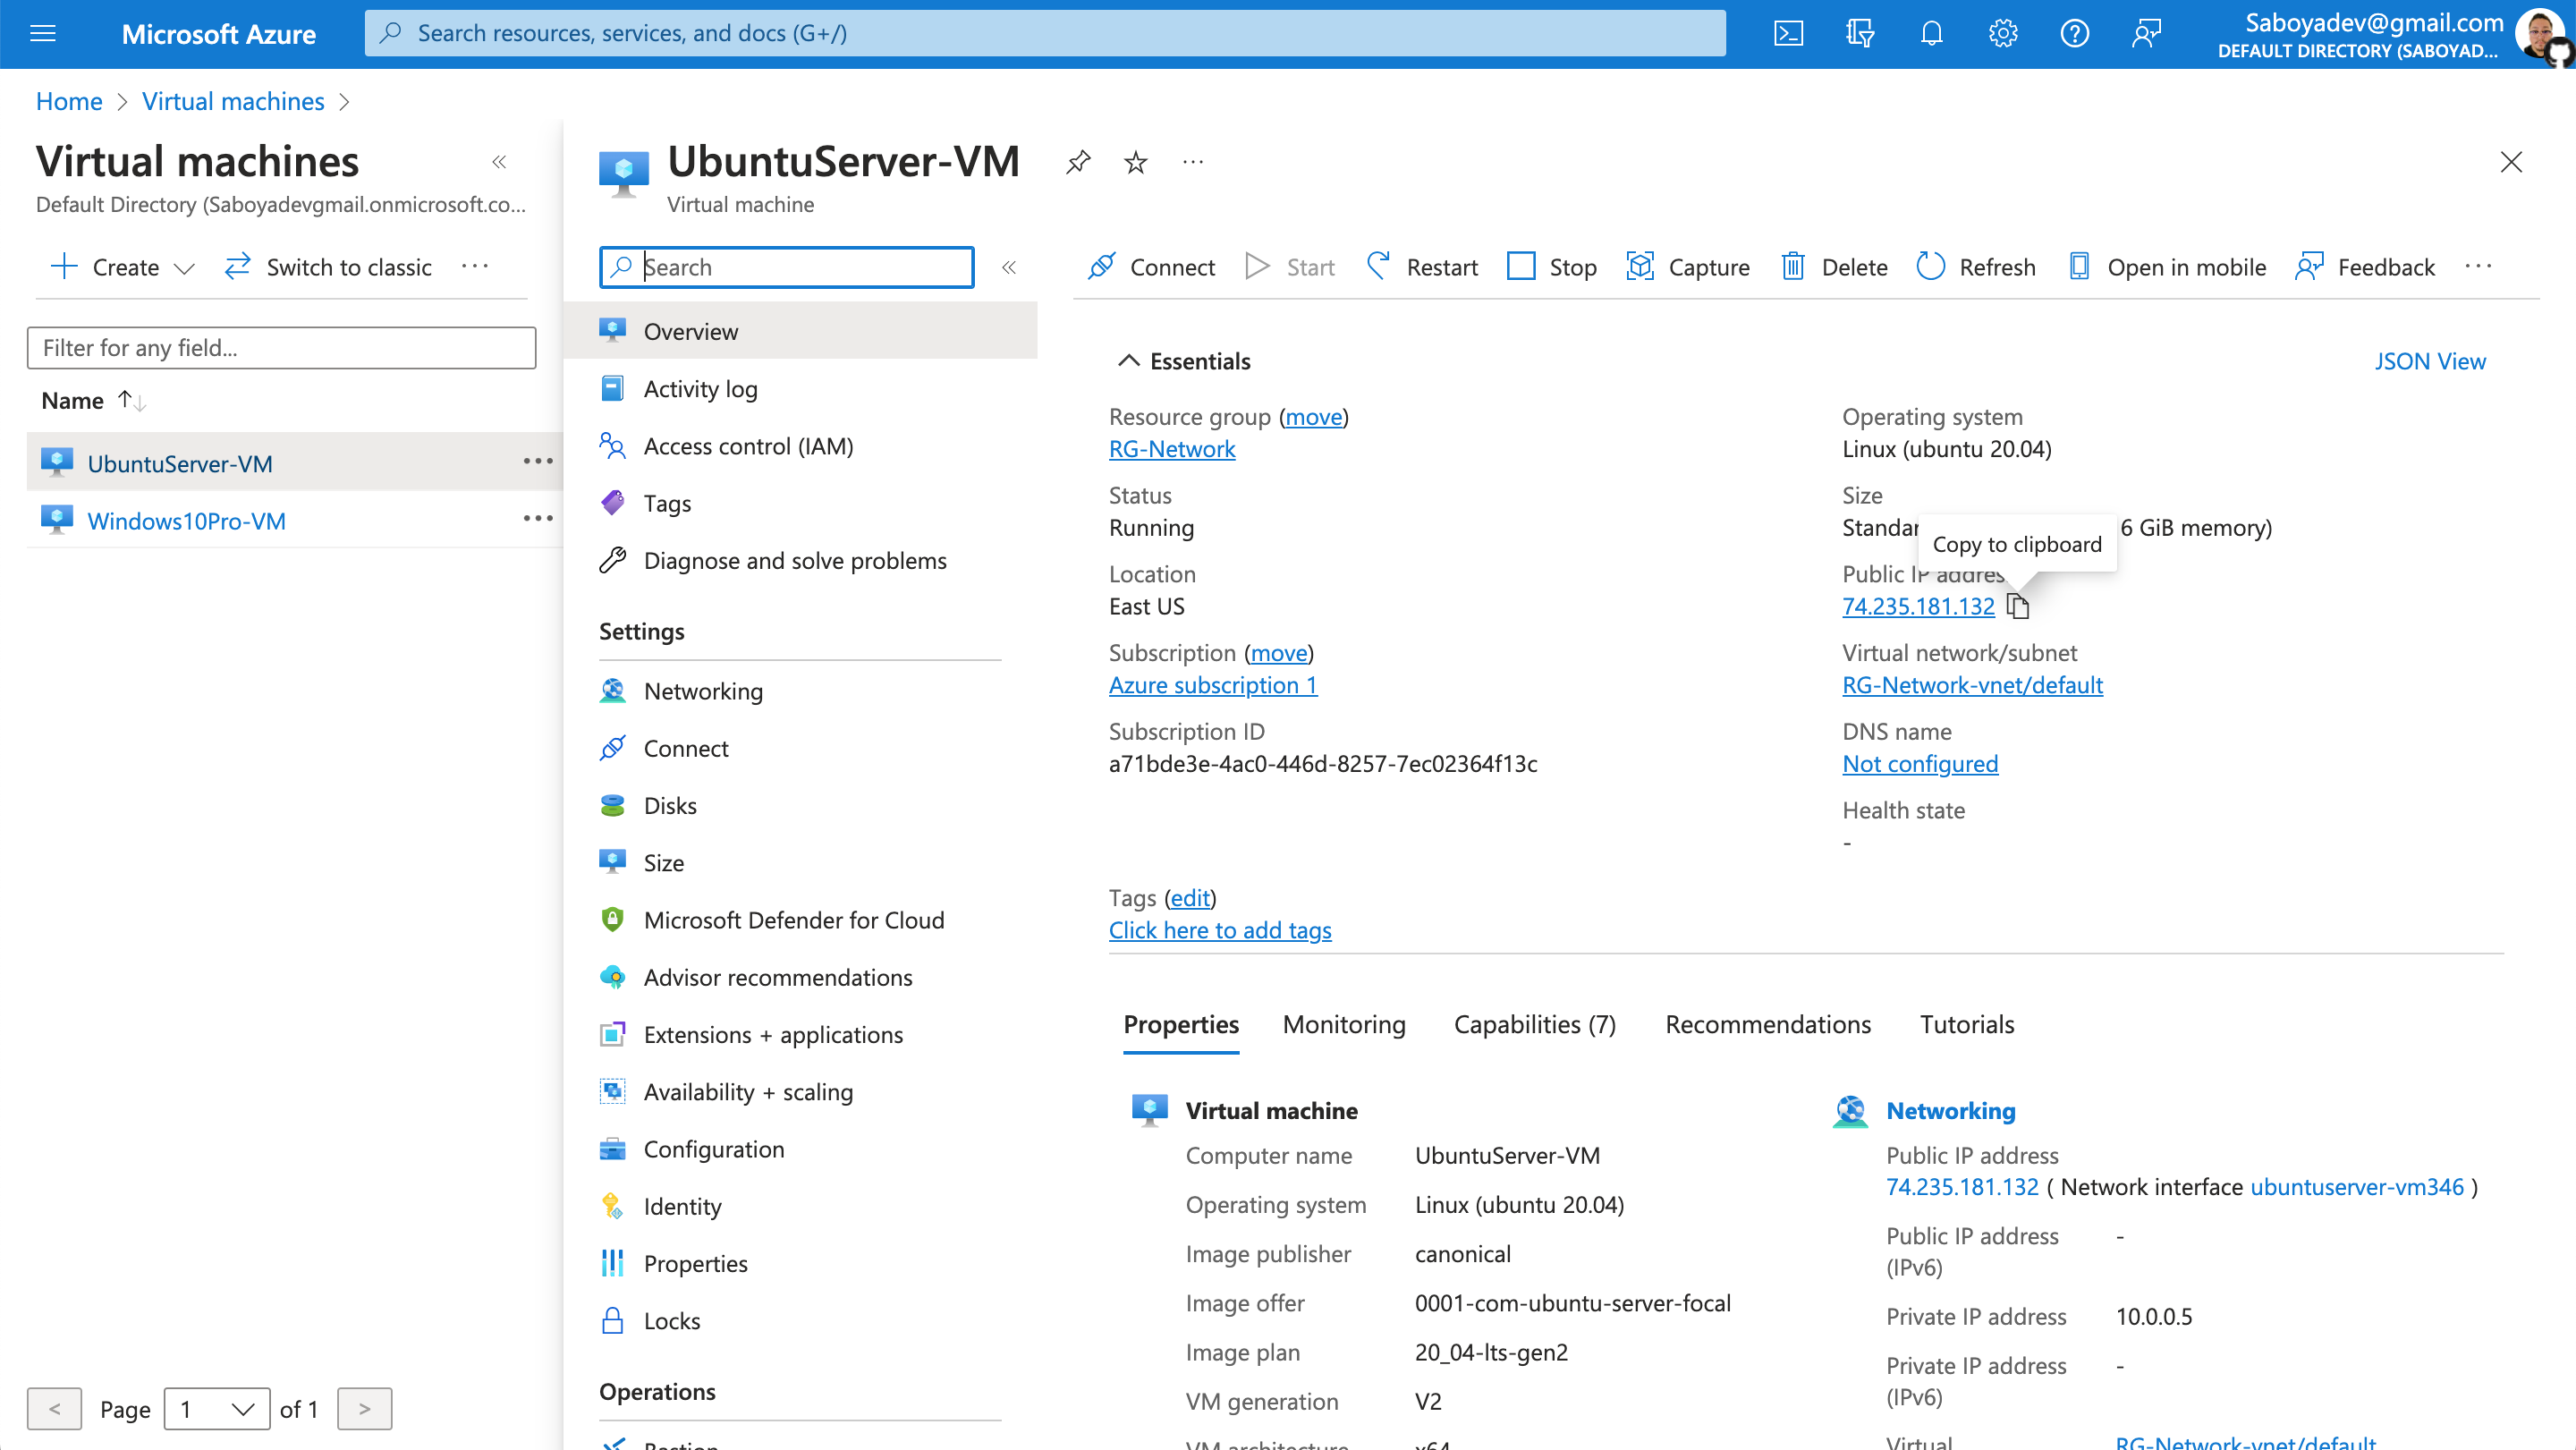 Microsoft Azure
Search resources, services, and docs (G+/)
Saboyadev@gmail.com
DEFAULT DIRECTORY (SABOYAD...
Home > Virtual machines >
Virtual machines
Default Directory (Saboyadevgmail.onmicrosoft.co...
Create
Switch to classic
Filter for any field...
Name
UbuntuServer-VM
Windows10Pro-VM
< Page 1 of 1 >
UbuntuServer-VM
Virtual machine
Search
Overview
Activity log
Access control (IAM)
Tags
Diagnose and solve problems
Settings
Networking
Connect
Disks
Size
Microsoft Defender for Cloud
Advisor recommendations
Extensions + applications
Availability + scaling
Configuration
Identity
Properties
Locks
Operations
Bastion
Connect Start Restart Stop Capture Delete Refresh Open in mobile Feedback
Essentials
JSON View
Resource group (move)
RG-Network
Status
Running
Location
East US
Subscription (move)
Azure subscription 1
Subscription ID
a71bde3e-4ac0-446d-8257-7ec02364f13c
Operating system
Linux (ubuntu 20.04)
Size
6 GiB memory)
Copy to clipboard
Public IP address
74.235.181.132
Virtual network/subnet
RG-Network-vnet/default
DNS name
Not configured
Health state
-
Tags (edit)
Click here to add tags
Properties Monitoring Capabilities (7) Recommendations Tutorials
Virtual machine
Computer name UbuntuServer-VM
Operating system Linux (ubuntu 20.04)
Image publisher canonical
Image offer 0001-com-ubuntu-server-focal
Image plan 20_04-lts-gen2
VM generation V2
VM architecture x64
Networking
Public IP address
74.235.181.132 ( Network interface ubuntuserver-vm346 )
Public IP address -
(IPv6)
Private IP address 10.0.0.5
Private IP address -
(IPv6)
Virtual RG-Network-vnet/default